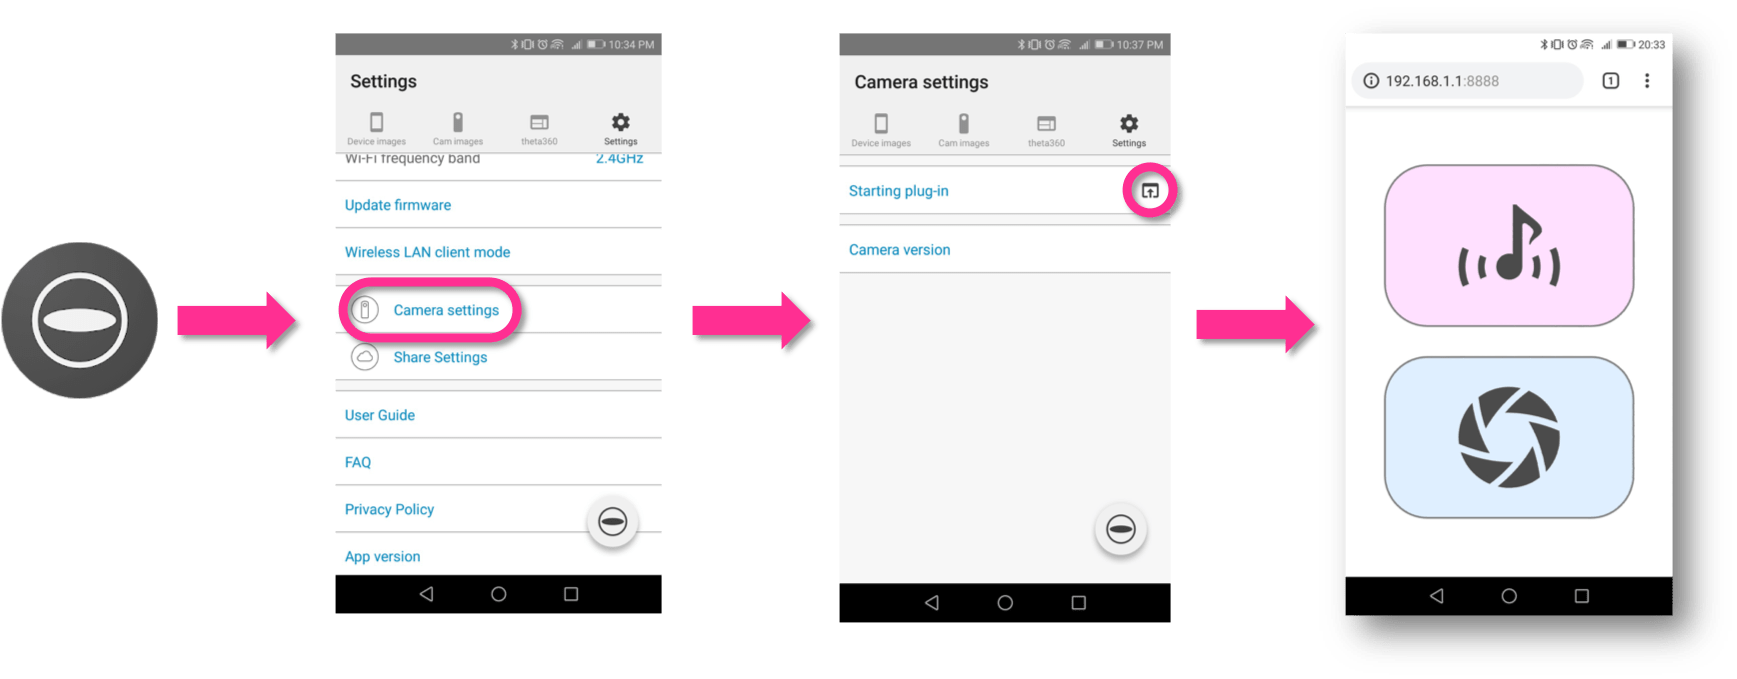 10:34 PM
Settings
Device images
Cam images
theta360
Settings
Wi-Fi frequency band
2.4GHz
Update firmware
Wireless LAN client mode
Camera settings
Share Settings
User Guide
FAQ
Privacy Policy
App version
10:37 PM
Camera settings
Device images
Cam images
theta360
Settings
Starting plug-in
Camera version
20:33
192.168.1.1:8888
1